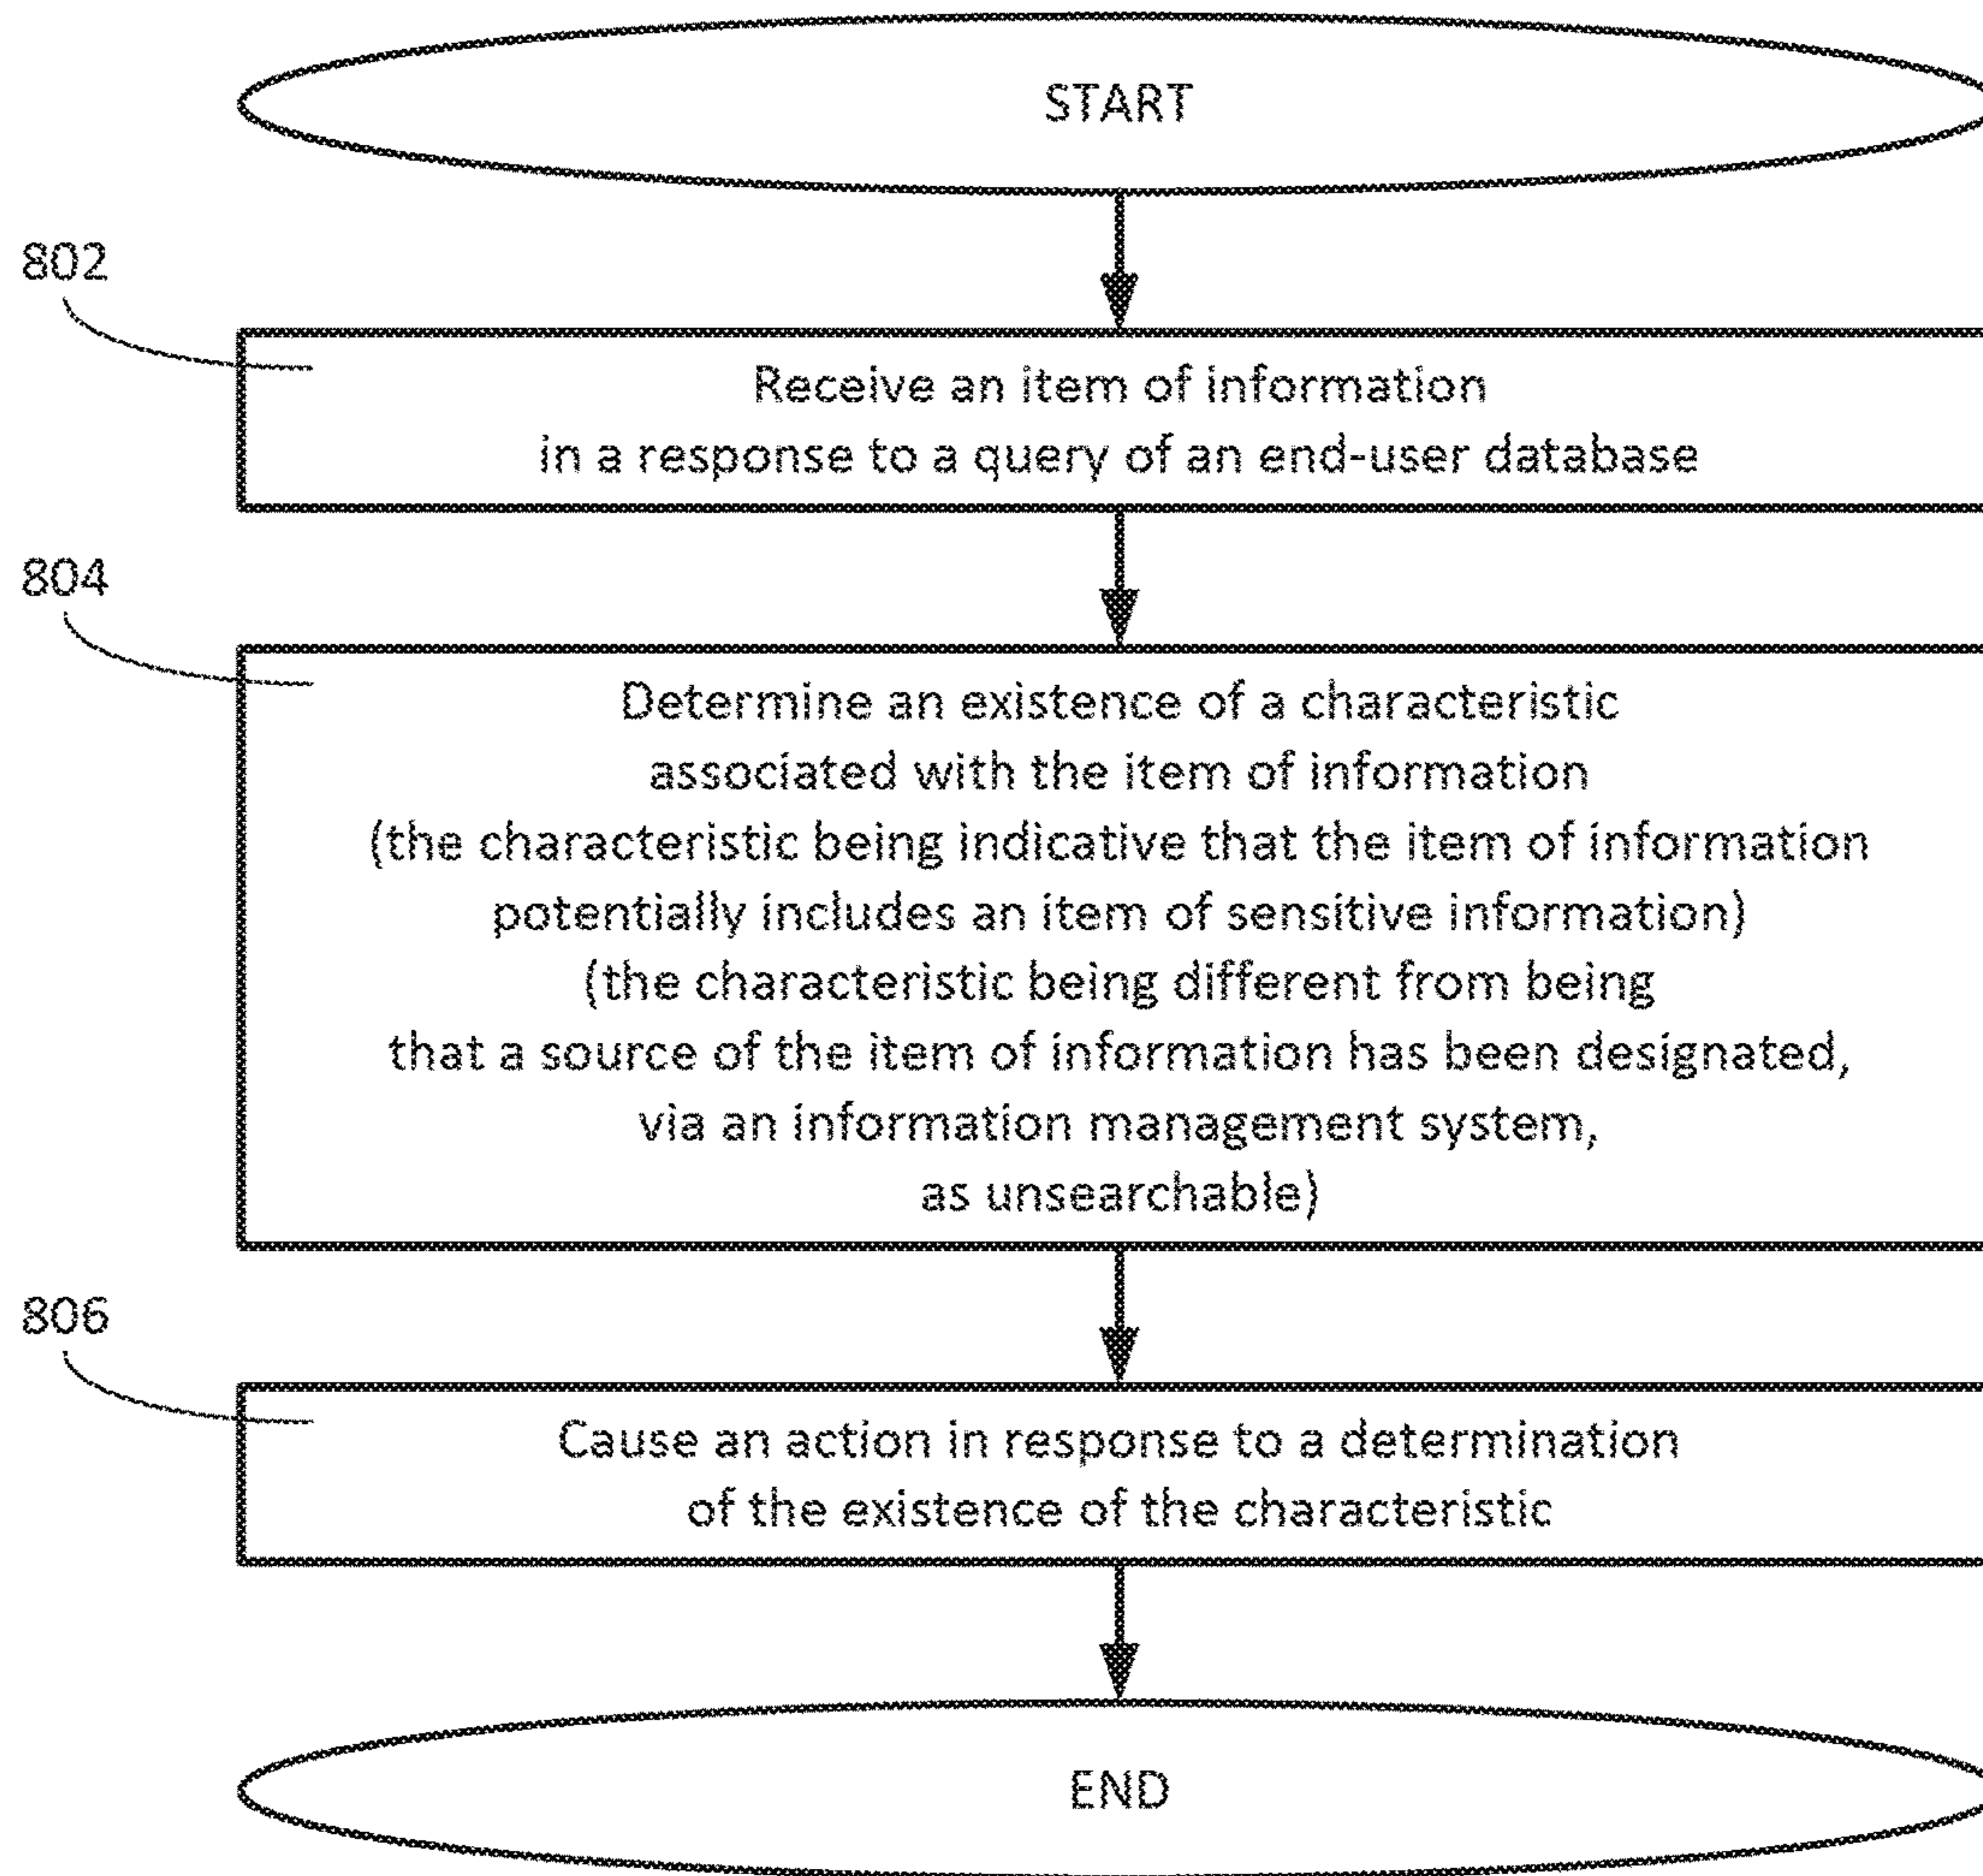 START
802
Receive an item of information
in a response to a query of an end-user database
804
Determine an existence of a characteristic
associated with the item of information
(the characteristic being indicative that the item of information
potentially includes an item of sensitive information)
(the characteristic being different from being
that a source of the item of information has been designated,
via an information management system,
as unsearchable)
806
Cause an action in response to a determination
of the existence of the characteristic
END